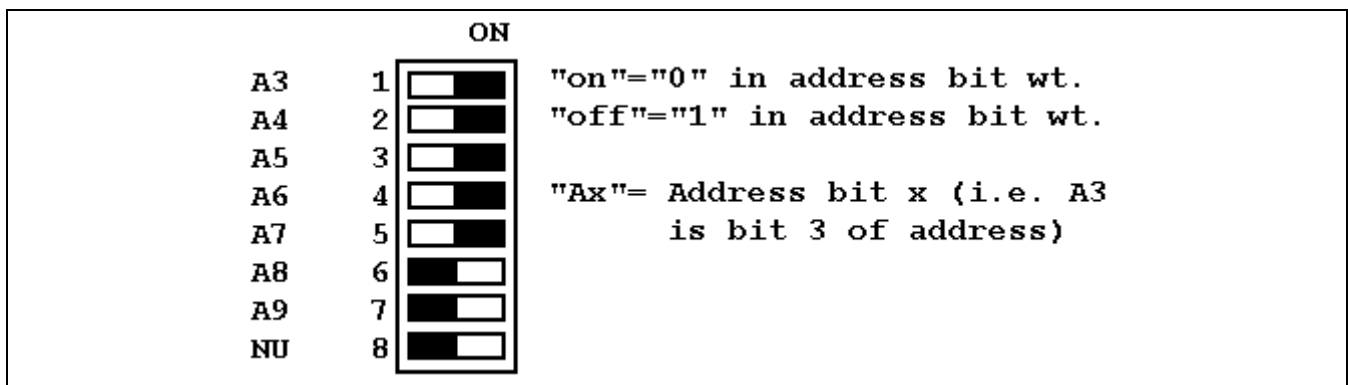 ON
A3 1 "on"="0" in address bit wt.
A4 2 "off"="1" in address bit wt.
A5 3
A6 4 "Ax"= Address bit x (i.e. A3
A7 5 is bit 3 of address)
A8 6
A9 7
NU 8